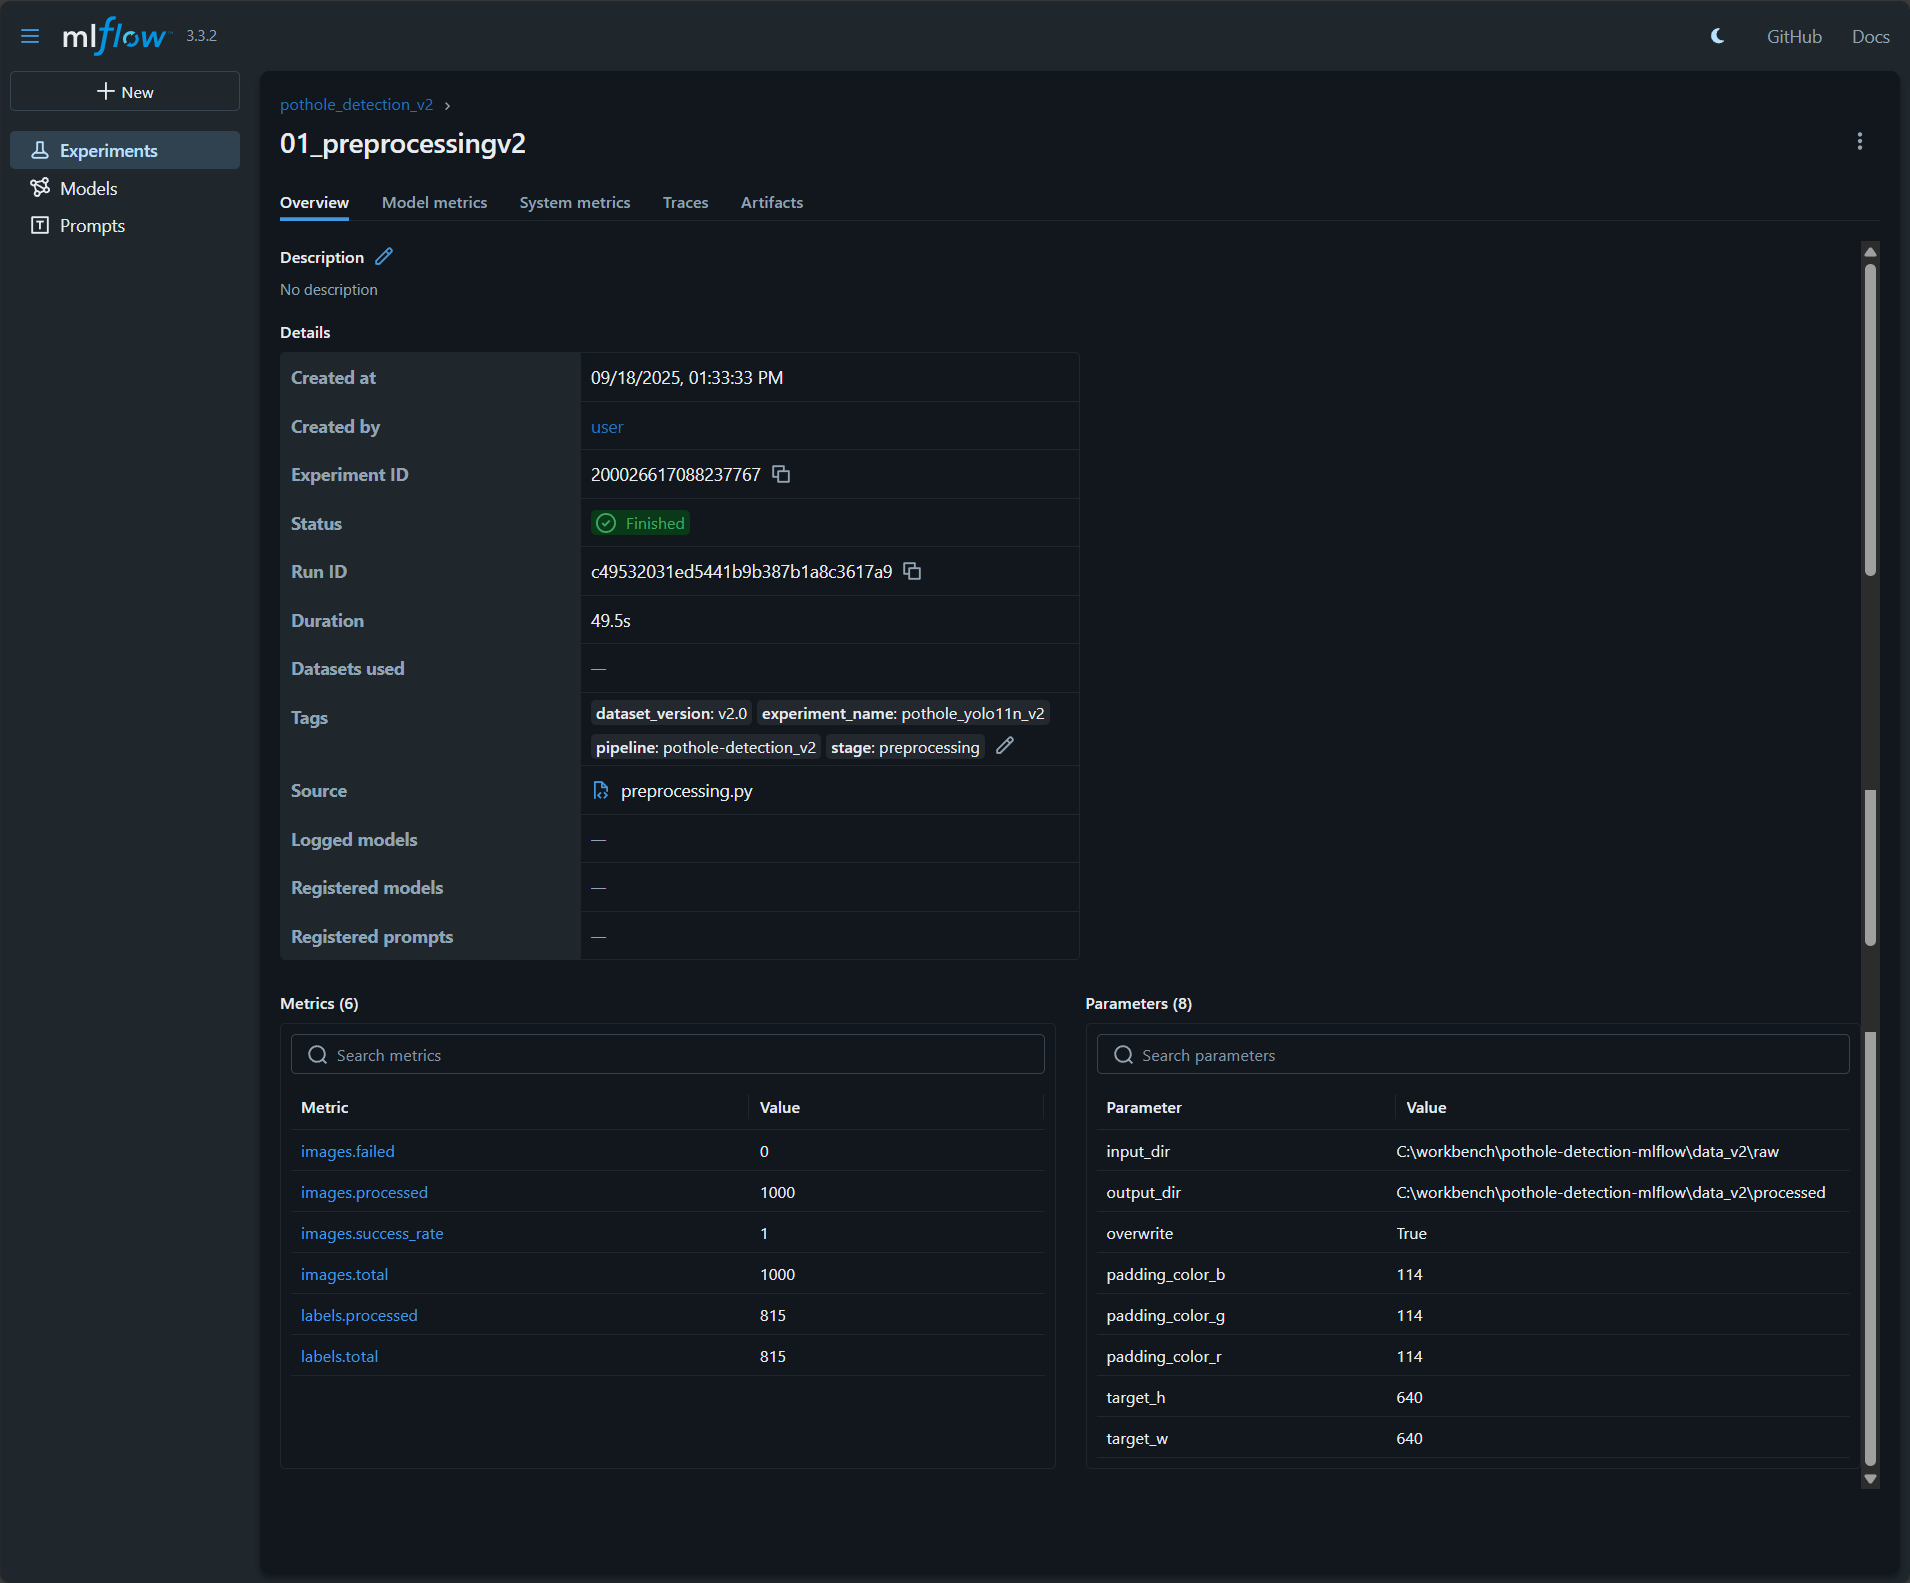 mlflow 3.3.2
GitHub Docs
New
Experiments
Models
Prompts
pothole_detection_v2 ›
01_preprocessingv2
Overview Model metrics System metrics Traces Artifacts
Description
No description
Details
Created at 09/18/2025, 01:33:33 PM
Created by user
Experiment ID 200026617088237767
Status Finished
Run ID c49532031ed5441b9b387b1a8c3617a9
Duration 49.5s
Datasets used —
Tags dataset_version: v2.0 experiment_name: pothole_yolo11n_v2
pipeline: pothole-detection_v2 stage: preprocessing
Source preprocessing.py
Logged models —
Registered models —
Registered prompts —
Metrics (6)
Search metrics
Metric Value
images.failed 0
images.processed 1000
images.success_rate 1
images.total 1000
labels.processed 815
labels.total 815
Parameters (8)
Search parameters
Parameter Value
input_dir C:\workbench\pothole-detection-mlflow\data_v2\raw
output_dir C:\workbench\pothole-detection-mlflow\data_v2\processed
overwrite True
padding_color_b 114
padding_color_g 114
padding_color_r 114
target_h 640
target_w 640